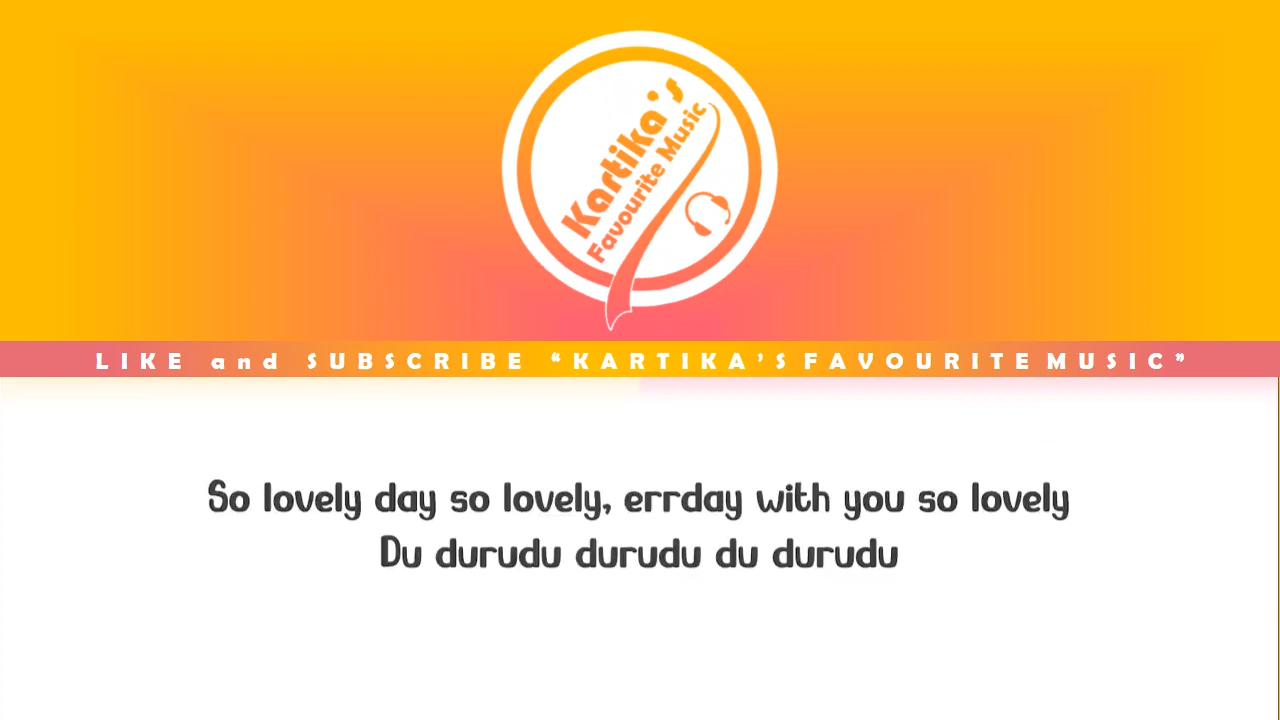 Kartika's
Favourite Music
LIKE and SUBSCRIBE “KARTIKA’S FAVOURITE MUSIC”
So lovely day so lovely, errday with you so lovely
Du durudu durudu du durudu